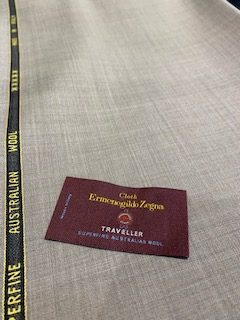 SUPERFINE AUSTRALIAN WOOL
Cloth
Ermenegildo Zegna
TRAVELLER
SUPERFINE AUSTRALIAN WOOL